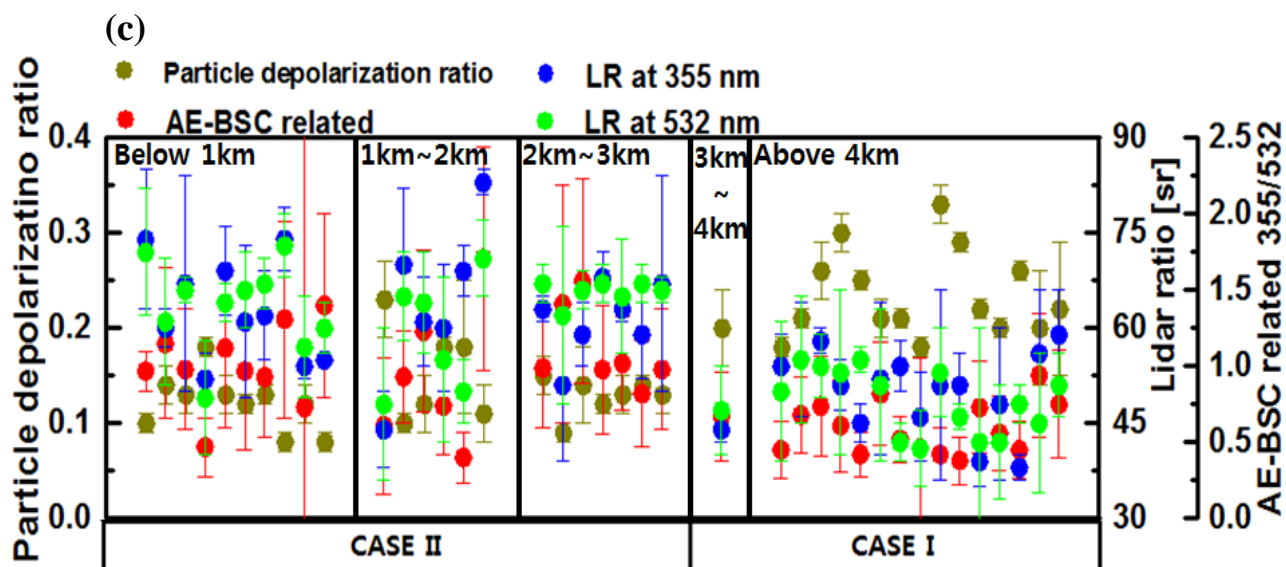 (c)
Particle depolarization ratio LR at 355 nm
AE-BSC related LR at 532 nm
Particle depolarizatino ratio
0.4
0.3
0.2
0.1
0.0
Below 1km
1km~2km
2km~3km
3km
~
4km
Above 4km
90
75
60
45
30
Lidar ratio [sr]
2.5
2.0
1.5
1.0
0.5
0.0
AE-BSC related 355/532
CASE II
CASE I